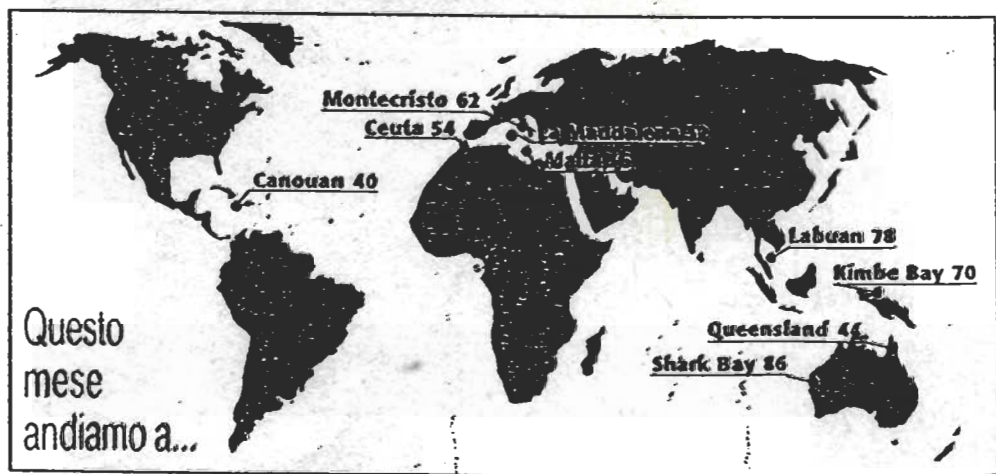 Montecristo 62
Ceuta 54
Maddalena
Canouan 40
Labuan 78
Kimbe Bay 70
Queensland 44
Shark Bay 86
Questo
mese
andiamo a...